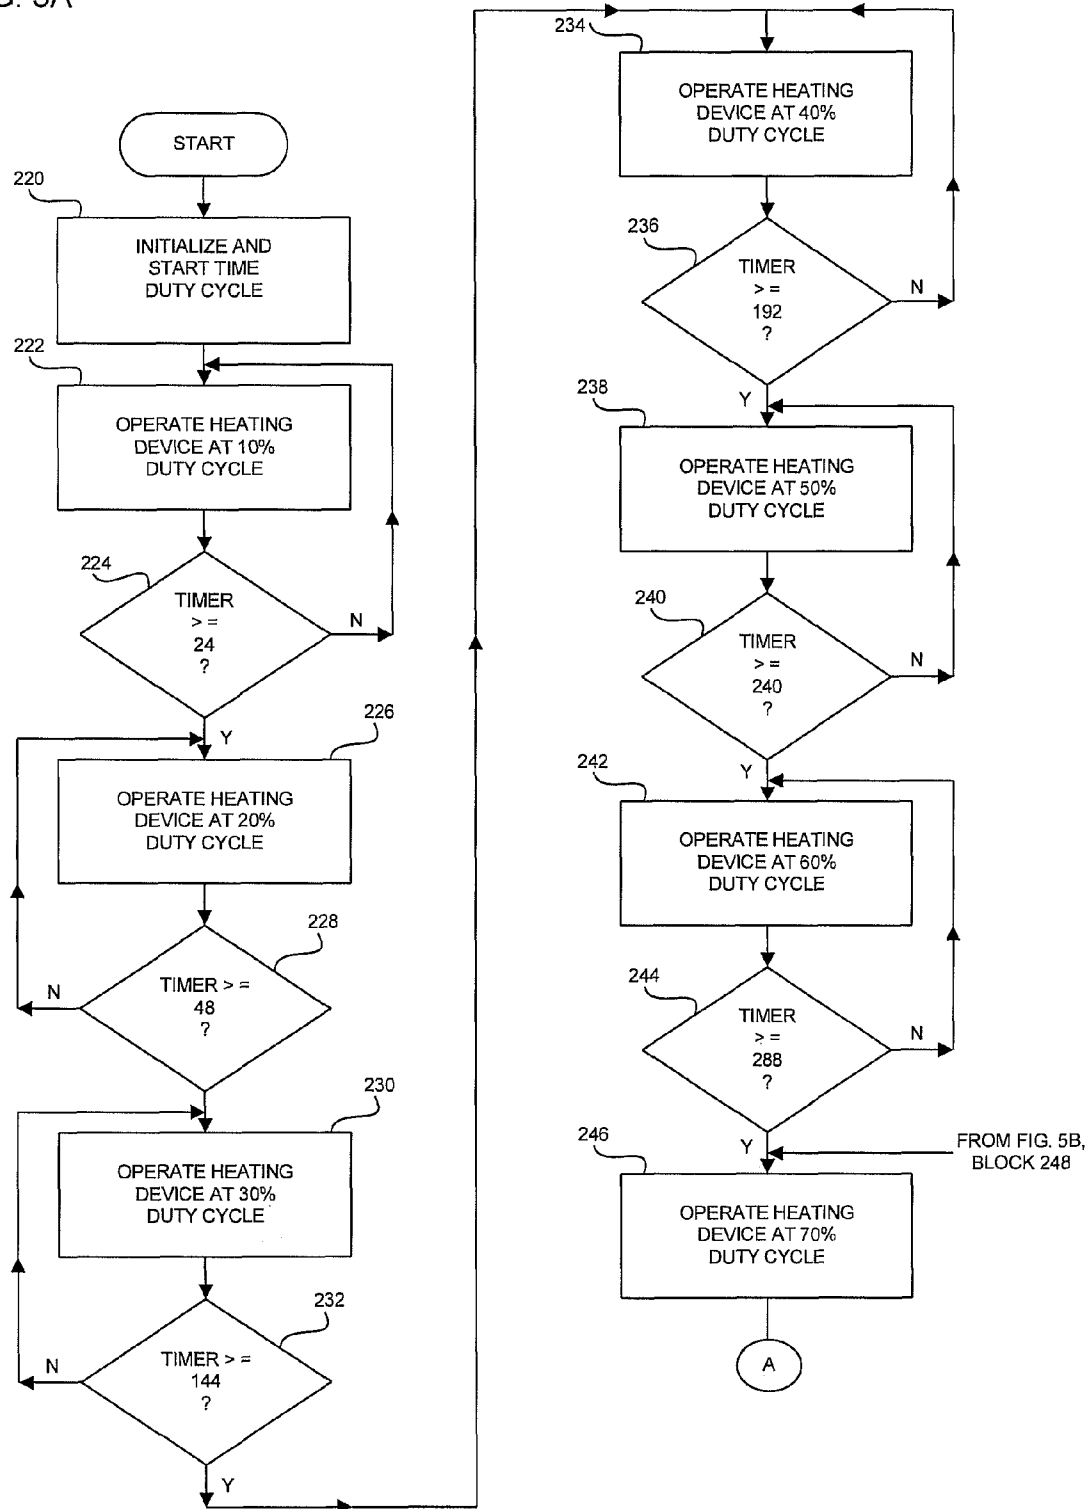 START
220
INITIALIZE AND
START TIME
DUTY CYCLE
222
OPERATE HEATING
DEVICE AT 10%
DUTY CYCLE
224
TIMER
> =
24
?
N
Y
226
OPERATE HEATING
DEVICE AT 20%
DUTY CYCLE
228
TIMER > =
48
?
N
230
OPERATE HEATING
DEVICE AT 30%
DUTY CYCLE
232
TIMER > =
144
?
N
Y
234
OPERATE HEATING
DEVICE AT 40%
DUTY CYCLE
236
TIMER
> =
192
?
N
Y
238
OPERATE HEATING
DEVICE AT 50%
DUTY CYCLE
240
TIMER
> =
240
?
N
Y
242
OPERATE HEATING
DEVICE AT 60%
DUTY CYCLE
244
TIMER
> =
288
?
N
Y
FROM FIG. 5B,
BLOCK 248
246
OPERATE HEATING
DEVICE AT 70%
DUTY CYCLE
A